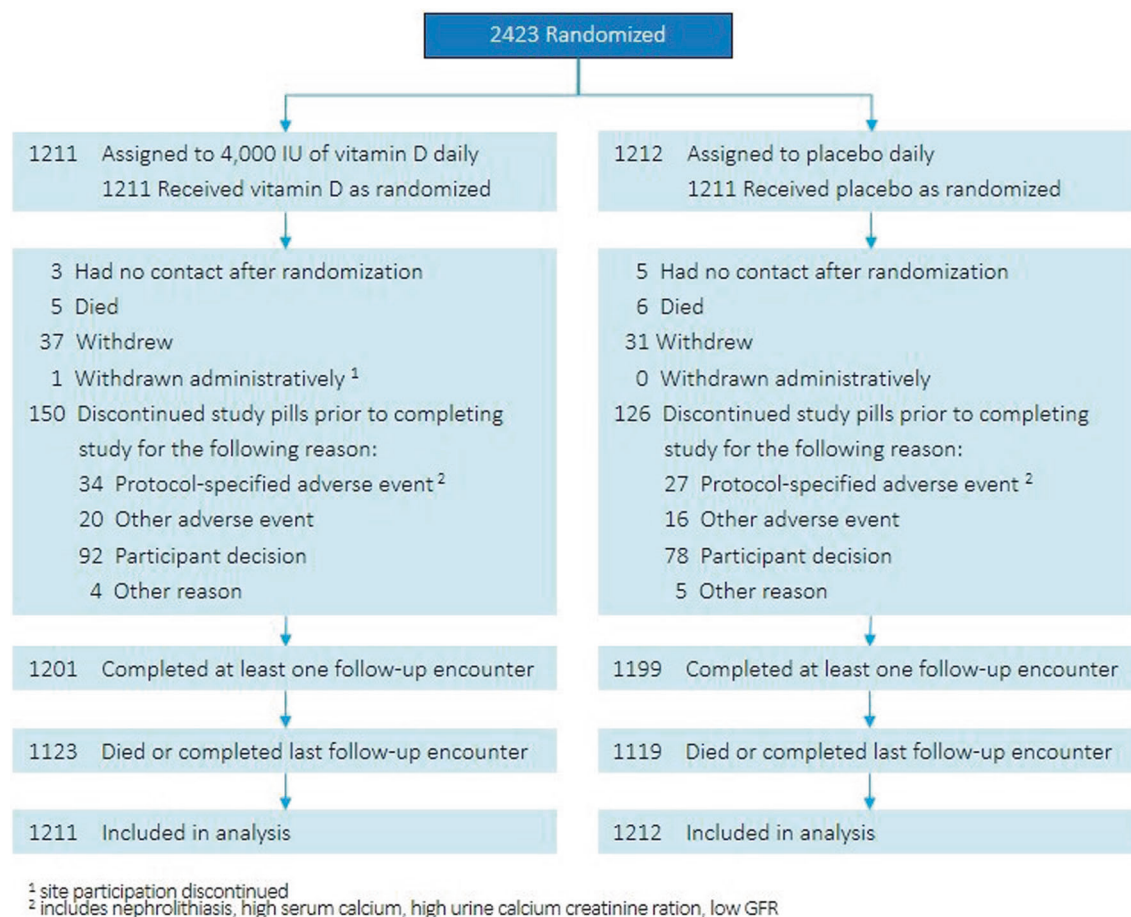 2423 Randomized
1211 Assigned to 4,000 IU of vitamin D daily
1211 Received vitamin D as randomized
3 Had no contact after randomization
5 Died
37 Withdrew
1 Withdrawn administratively 1
150 Discontinued study pills prior to completing
study for the following reason:
34 Protocol-specified adverse event 2
20 Other adverse event
92 Participant decision
4 Other reason
1201 Completed at least one follow-up encounter
1123 Died or completed last follow-up encounter
1211 Included in analysis
1212 Assigned to placebo daily
1211 Received placebo as randomized
5 Had no contact after randomization
6 Died
31 Withdrew
0 Withdrawn administratively
126 Discontinued study pills prior to completing
study for the following reason:
27 Protocol-specified adverse event 2
16 Other adverse event
78 Participant decision
5 Other reason
1199 Completed at least one follow-up encounter
1119 Died or completed last follow-up encounter
1212 Included in analysis
1 site participation discontinued
2 includes nephrolithiasis, high serum calcium, high urine calcium creatinine ration, low GFR